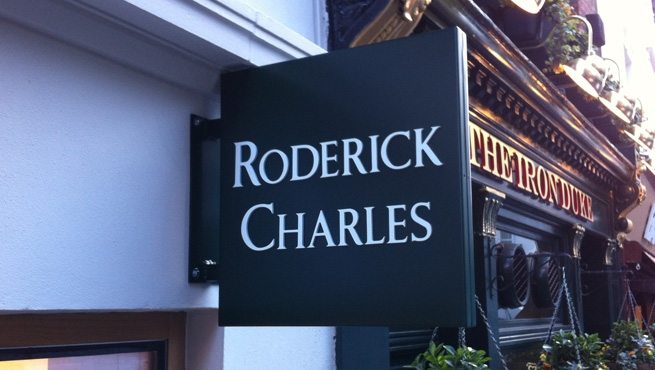 RODERICK
CHARLES
THE IRON DUKE